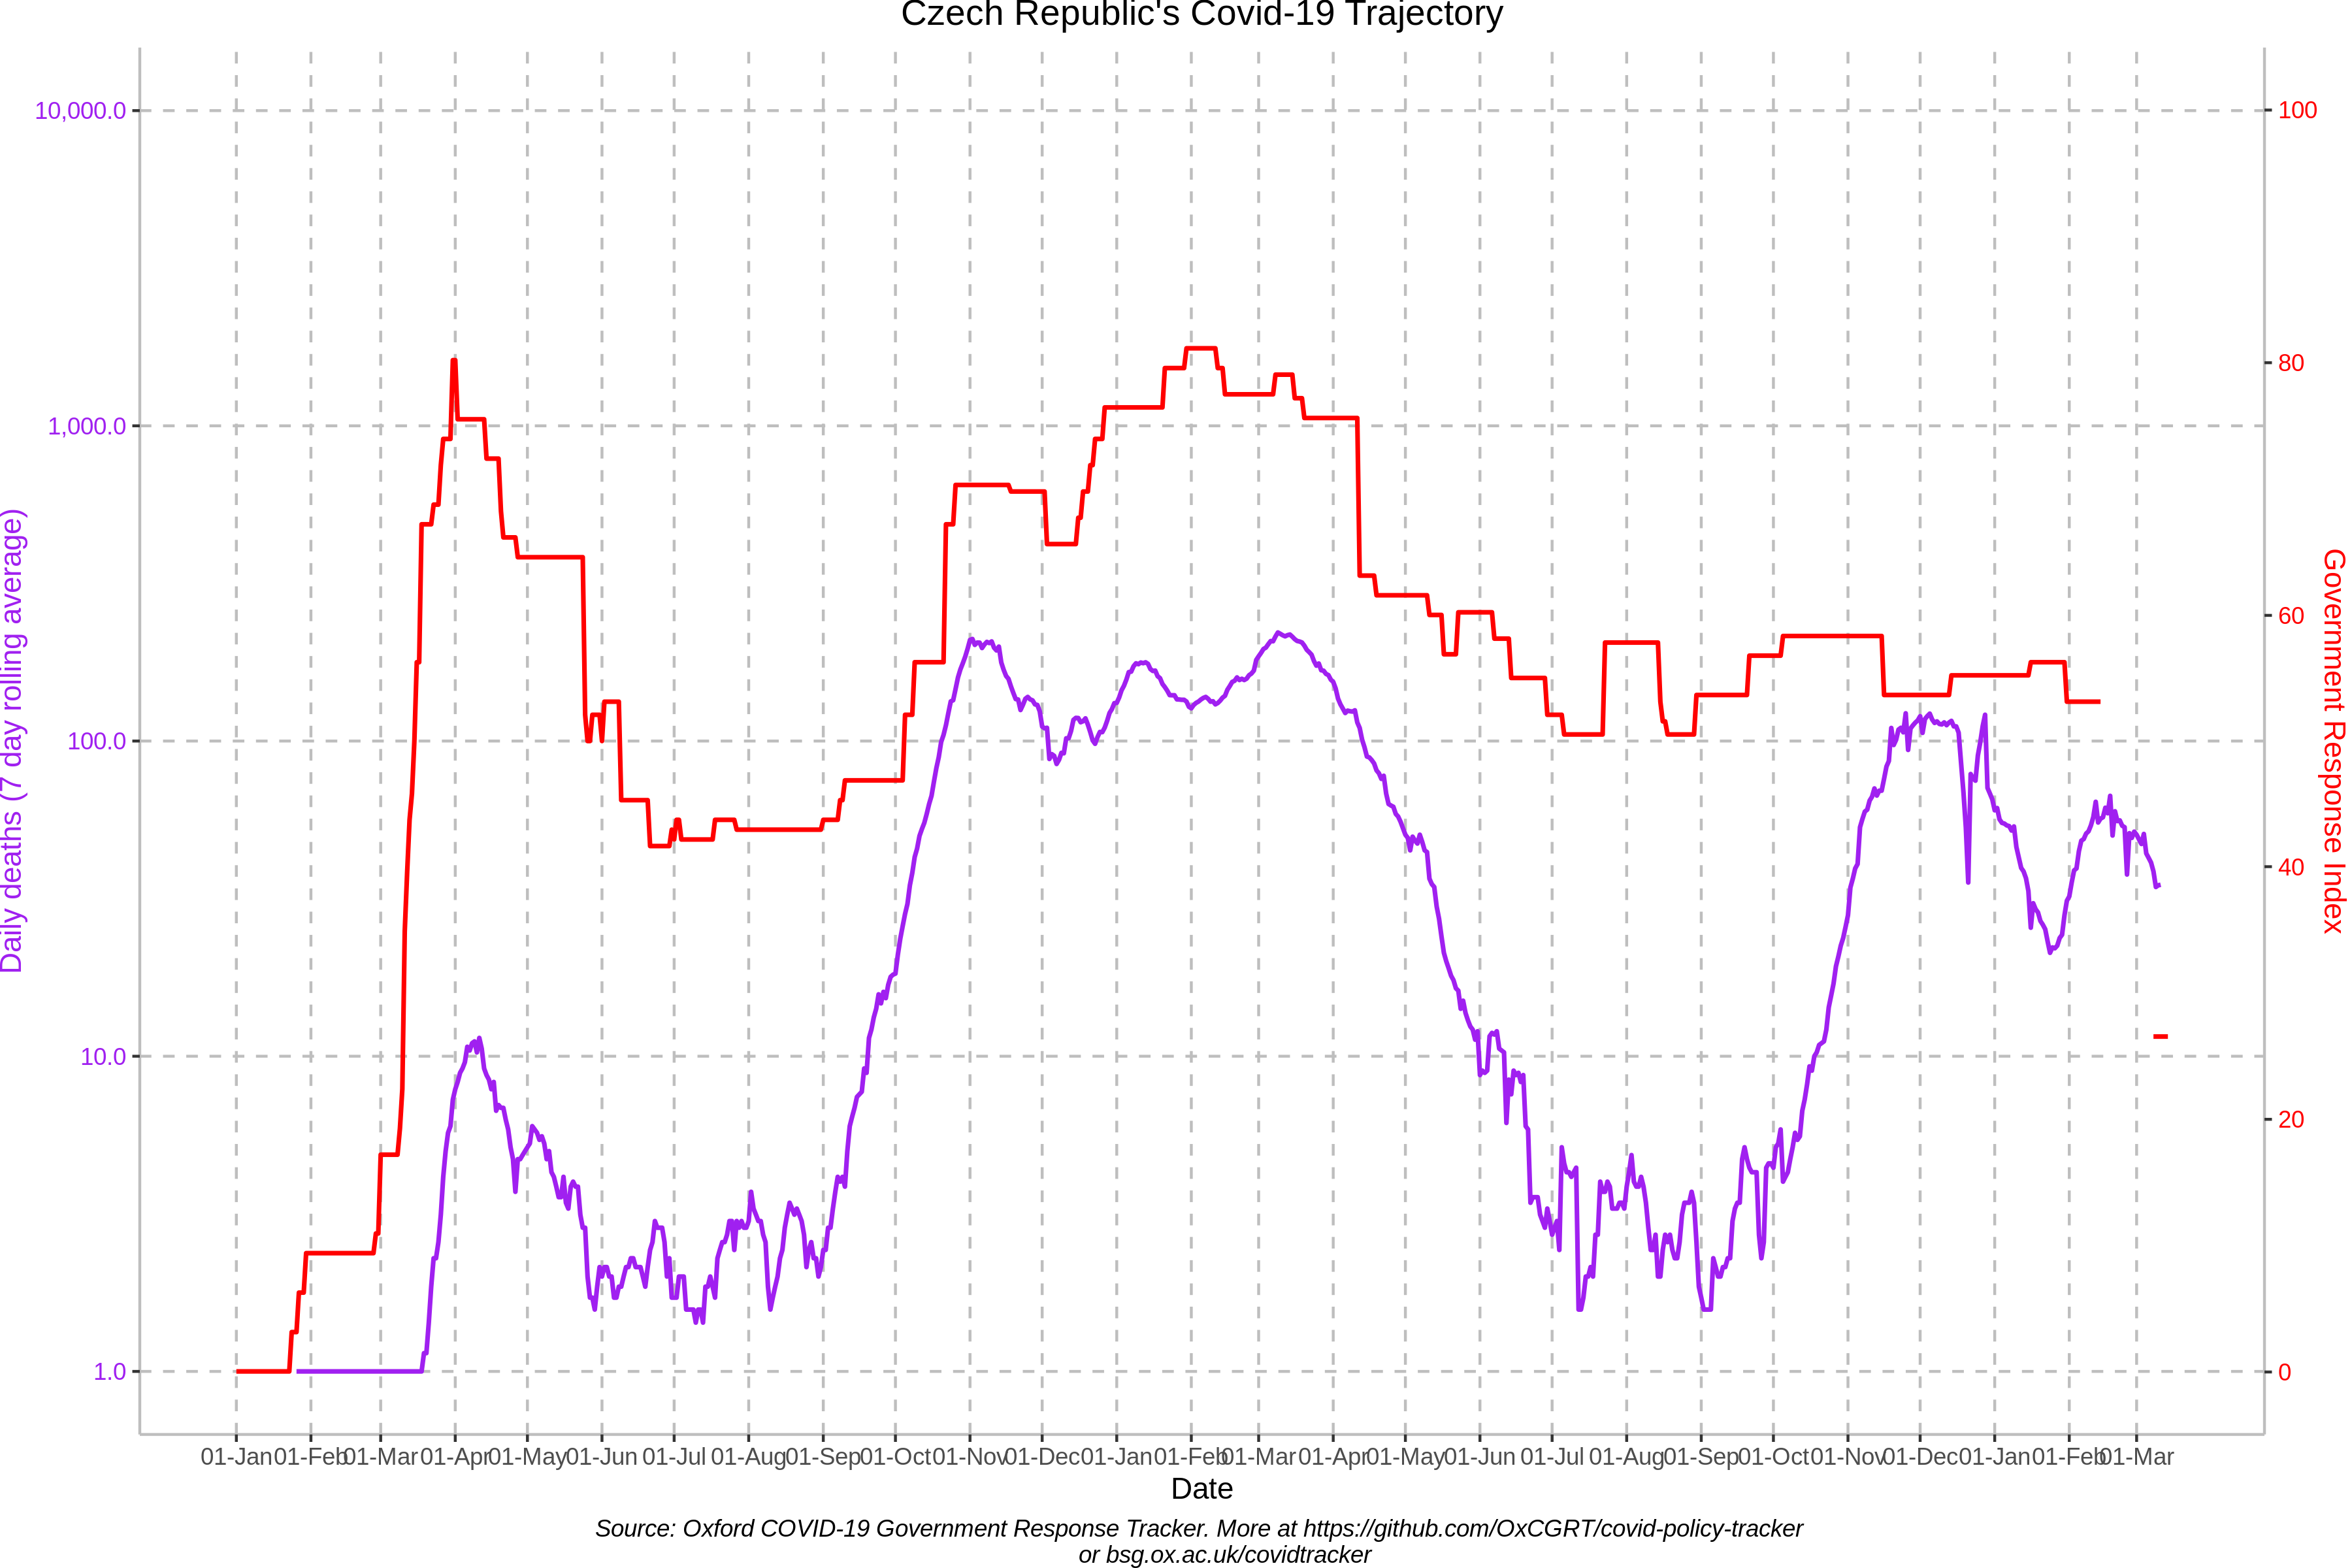 Czech Republic's Covid-19 Trajectory
10,000.0
1,000.0
100.0
10.0
1.0
Daily deaths (7 day rolling average)
100
80
60
40
20
0
Government Response Index
01-Jan 01-Feb 01-Mar 01-Apr 01-May 01-Jun 01-Jul 01-Aug 01-Sep 01-Oct 01-Nov 01-Dec 01-Jan 01-Feb 01-Mar 01-Apr 01-May 01-Jun 01-Jul 01-Aug 01-Sep 01-Oct 01-Nov 01-Dec 01-Jan 01-Feb 01-Mar
Date
Source: Oxford COVID-19 Government Response Tracker. More at https://github.com/OxCGRT/covid-policy-tracker
or bsg.ox.ac.uk/covidtracker